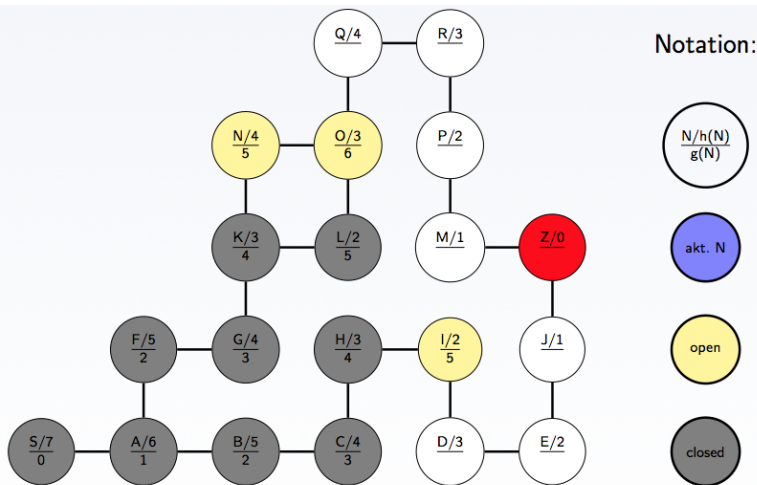 Q/4
R/3
Notation:
N/4
5
O/3
6
P/2
N/h(N)
g(N)
K/3
4
L/2
5
M/1
Z/0
akt. N
F/5
2
G/4
3
H/3
4
I/2
5
J/1
open
S/7
0
A/6
1
B/5
2
C/4
3
D/3
E/2
closed